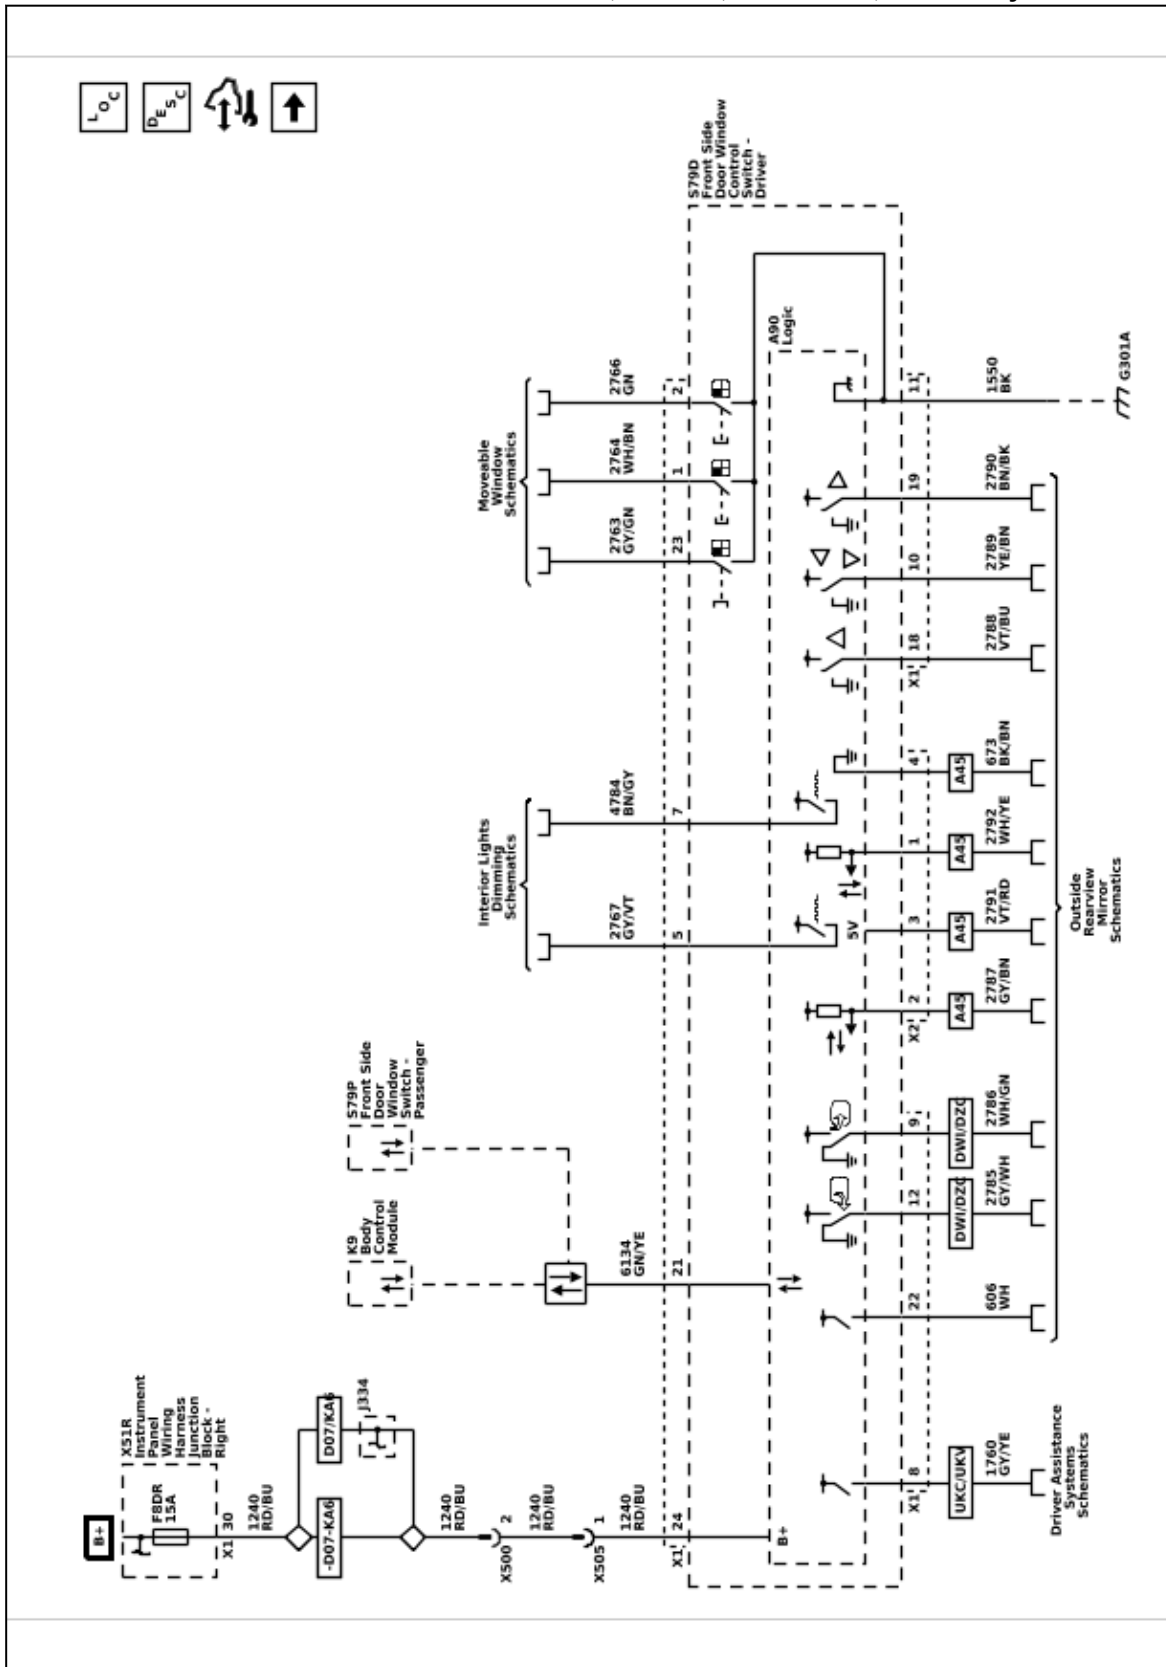 LOC
DESC
B+
X51R
Instrument
Panel
Wiring
Harness
Junction
Block -
Right
F8DR
15A
X1
30
1240
RD/BU
-D07-KA6
D07/KA6
J334
1240
RD/BU
X500
2
1240
RD/BU
X505
1
1240
RD/BU
X1
24
B+
K9
Body
Control
Module
S79P
Front Side
Door
Window
Switch -
Passenger
6134
GN/YE
21
Interior Lights
Dimming
Schematics
2767
GY/VT
5
4784
BN/GY
7
Moveable
Window
Schematics
2763
GY/GN
23
2764
WH/BN
1
2766
GN
2
S79D
Front Side
Door Window
Control
Switch -
Driver
A90
Logic
5V
X1
8
UKC/UKV
1760
GY/YE
Driver Assistance
Systems
Schematics
22
606
WH
12
DWI/DZC
2785
GY/WH
9
DWI/DZC
2786
WH/GN
X2
2
A45
2787
GY/BN
3
A45
2791
VT/RD
1
A45
2792
WH/YE
4
A45
673
BK/BN
X1
18
2788
VT/BU
10
2789
YE/BN
19
2790
BN/BK
11
1550
BK
G301A
Outside
Rearview
Mirror
Schematics